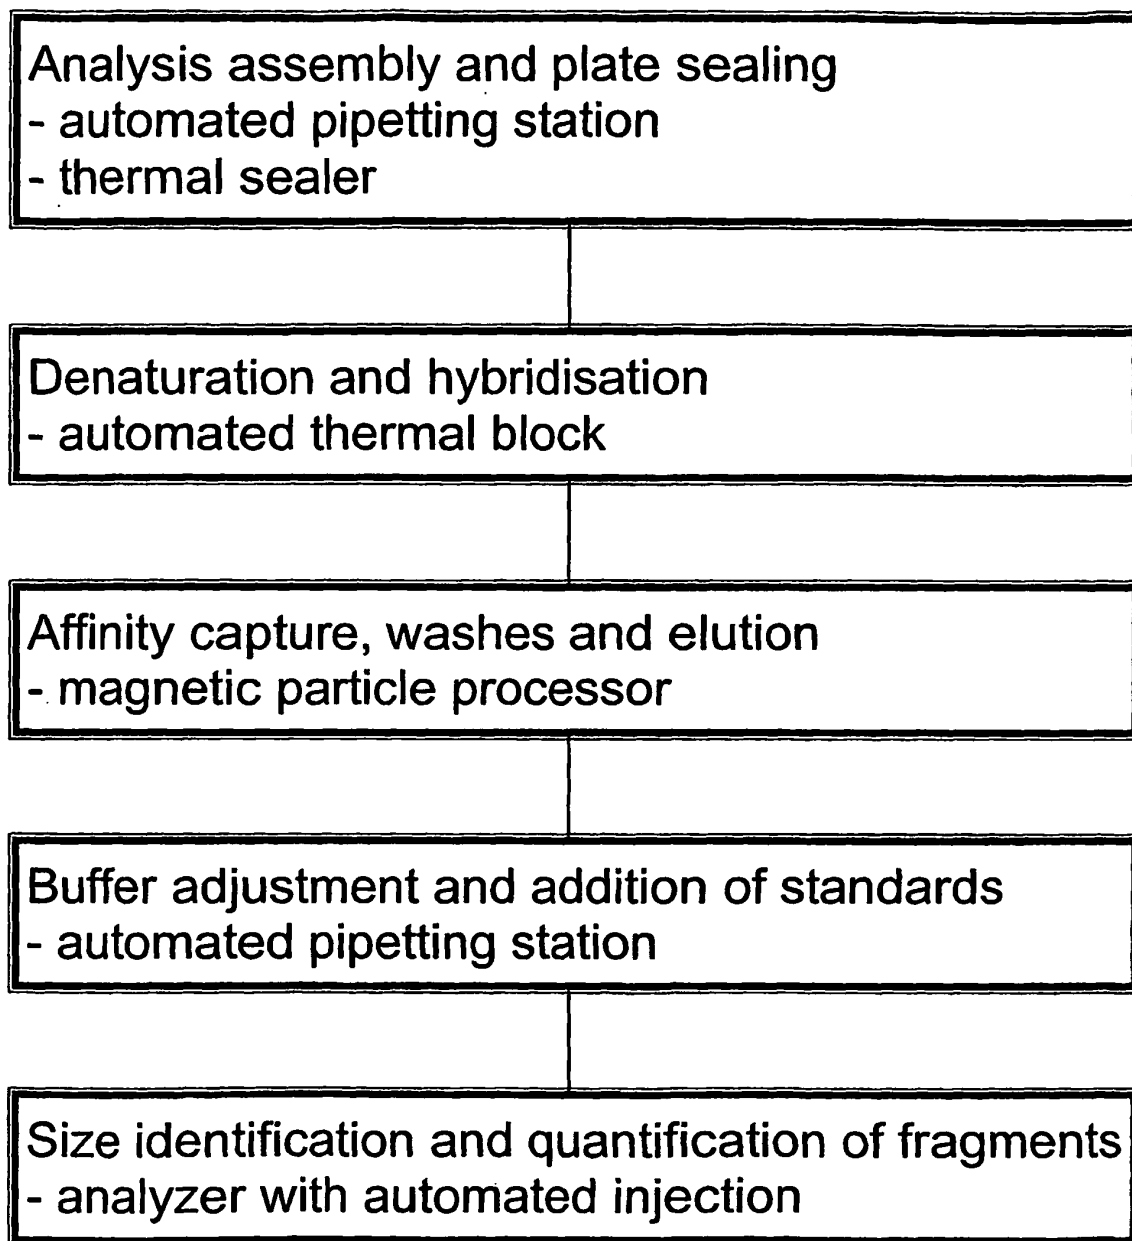 Analysis assembly and plate sealing
- automated pipetting station
- thermal sealer
Denaturation and hybridisation
- automated thermal block
Affinity capture, washes and elution
- magnetic particle processor
Buffer adjustment and addition of standards
- automated pipetting station
Size identification and quantification of fragments
- analyzer with automated injection